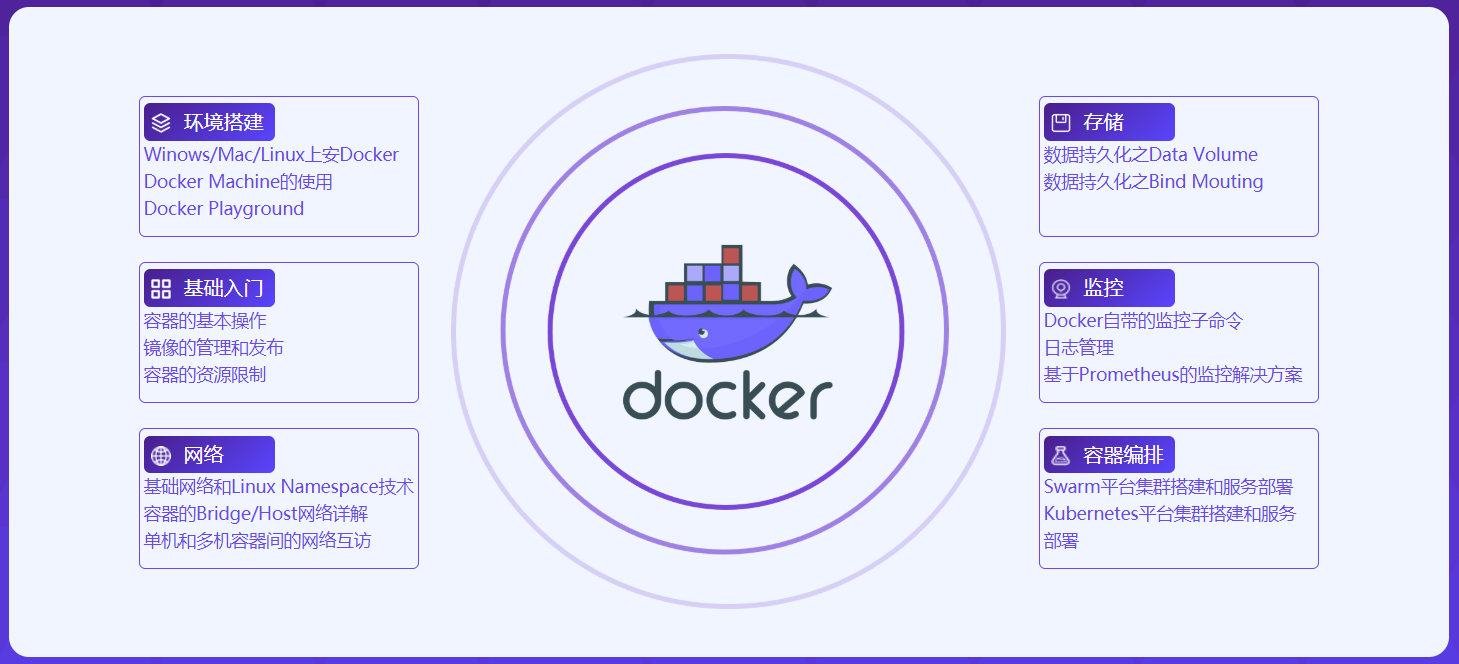 环境搭建
Winows/Mac/Linux上安Docker
Docker Machine的使用
Docker Playground
基础入门
容器的基本操作
镜像的管理和发布
容器的资源限制
网络
基础网络和Linux Namespace技术
容器的Bridge/Host网络详解
单机和多机容器间的网络互访
docker
存储
数据持久化之Data Volume
数据持久化之Bind Mouting
监控
Docker自带的监控子命令
日志管理
基于Prometheus的监控解决方案
容器编排
Swarm平台集群搭建和服务部署
Kubernetes平台集群搭建和服务
部署